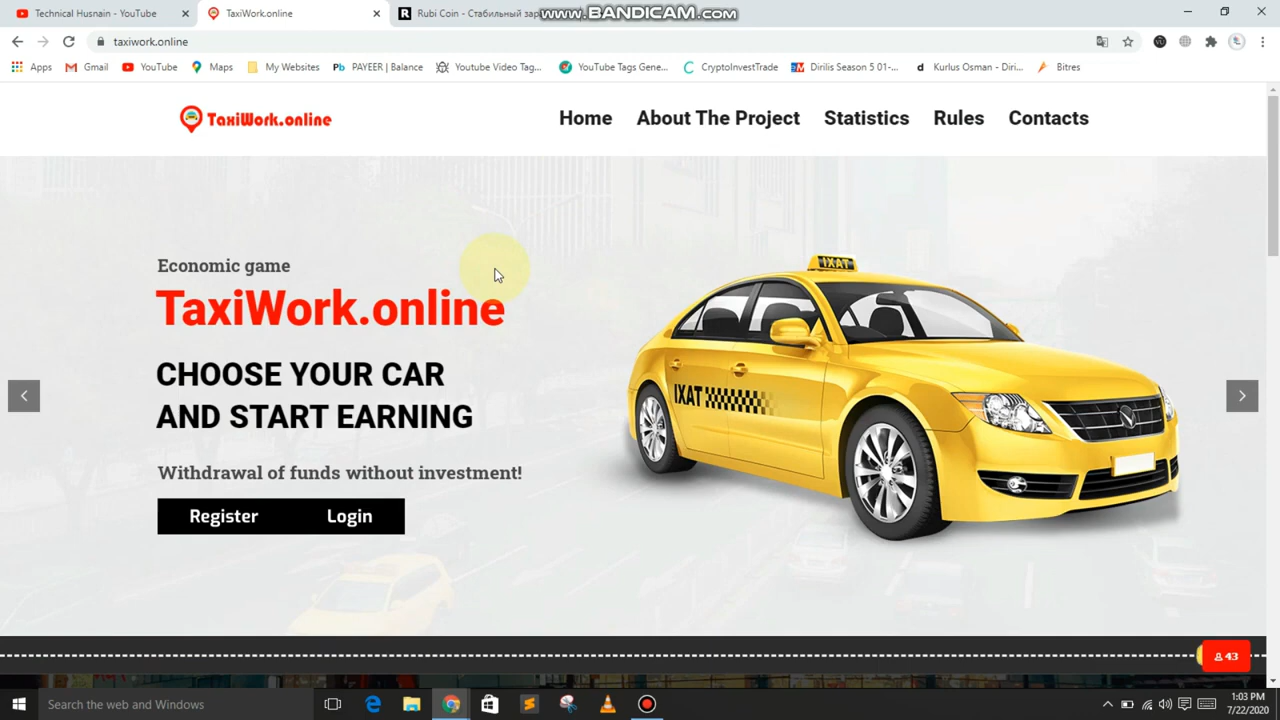 Technical Husnain - YouTube
TaxiWork.online
Rubi Coin - Стабильный зар
www.BANDICAM.com
taxiwork.online
Apps
Gmail
YouTube
Maps
My Websites
PAYEER | Balance
Youtube Video Tag...
YouTube Tags Gene...
CryptoInvestTrade
Dirilis Season 5 01-...
Kurlus Osman - Diri...
Bitres
TaxiWork.online
Home
About The Project
Statistics
Rules
Contacts
Economic game
TaxiWork.online
CHOOSE YOUR CAR
AND START EARNING
Withdrawal of funds without investment!
Register
Login
IXAT
IXAT
43
Search the web and Windows
1:03 PM
7/22/2020